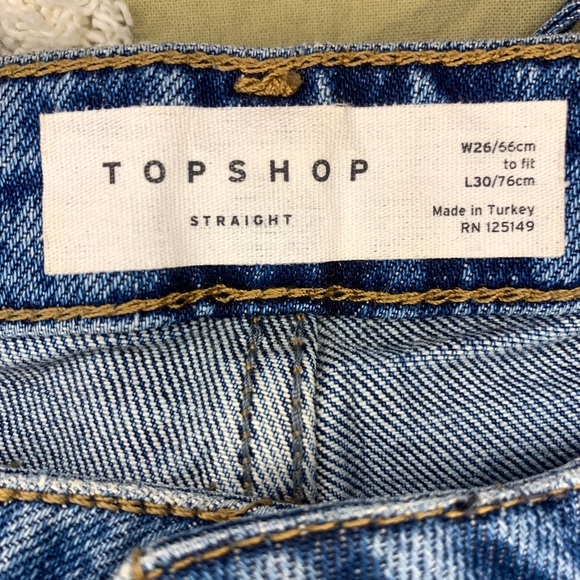 TOPSHOP
STRAIGHT
W26/66cm
to fit
L30/76cm
Made in Turkey
RN 125149